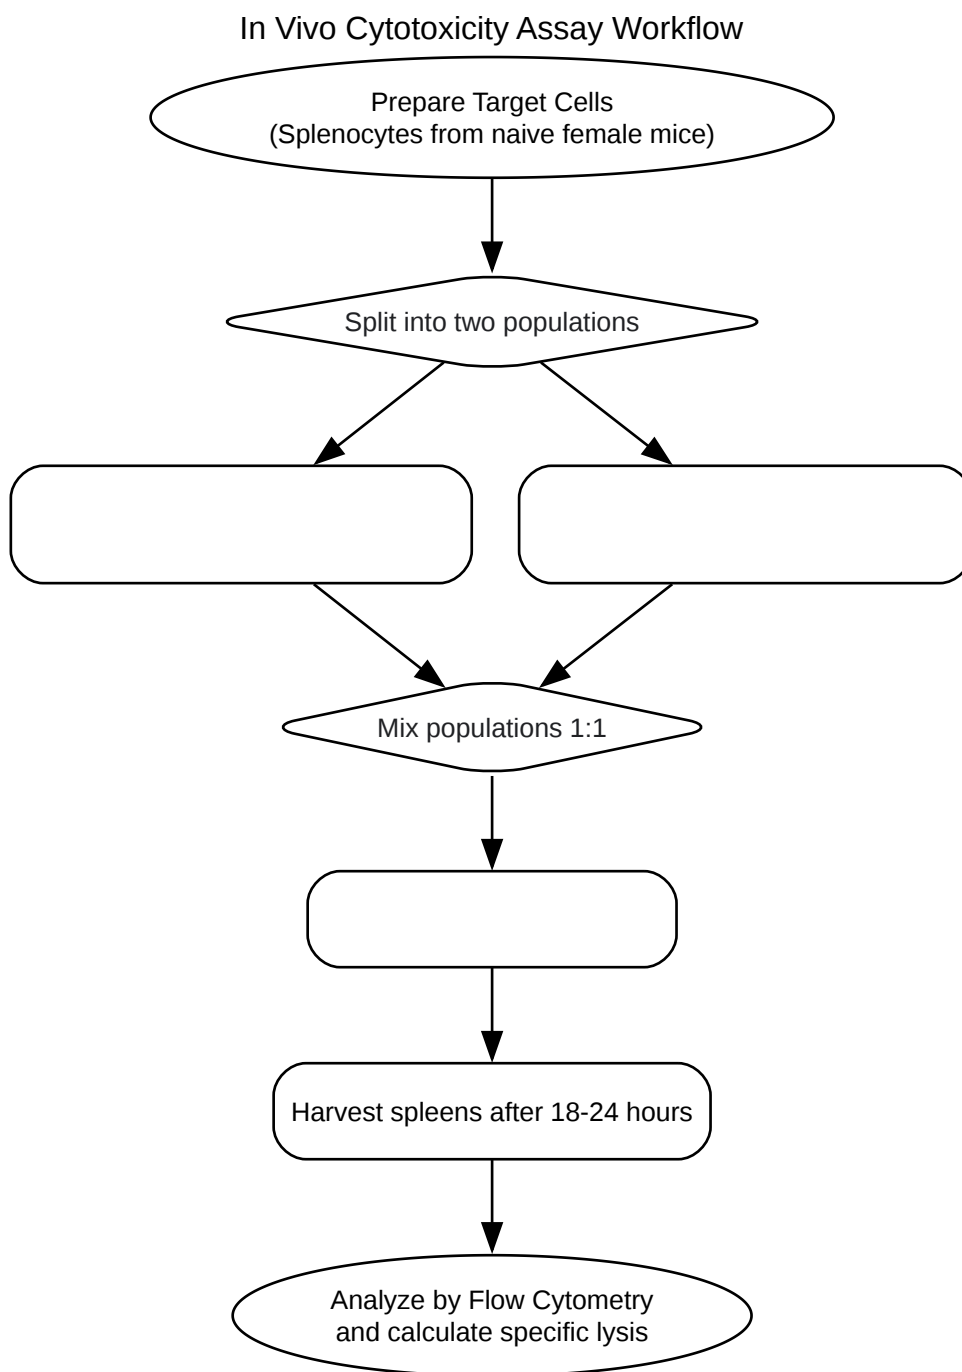 In Vivo Cytotoxicity Assay Workflow
Prepare Target Cells
(Splenocytes from naive female mice)
Split into two populations
Mix populations 1:1
Harvest spleens after 18-24 hours
Analyze by Flow Cytometry
and calculate specific lysis